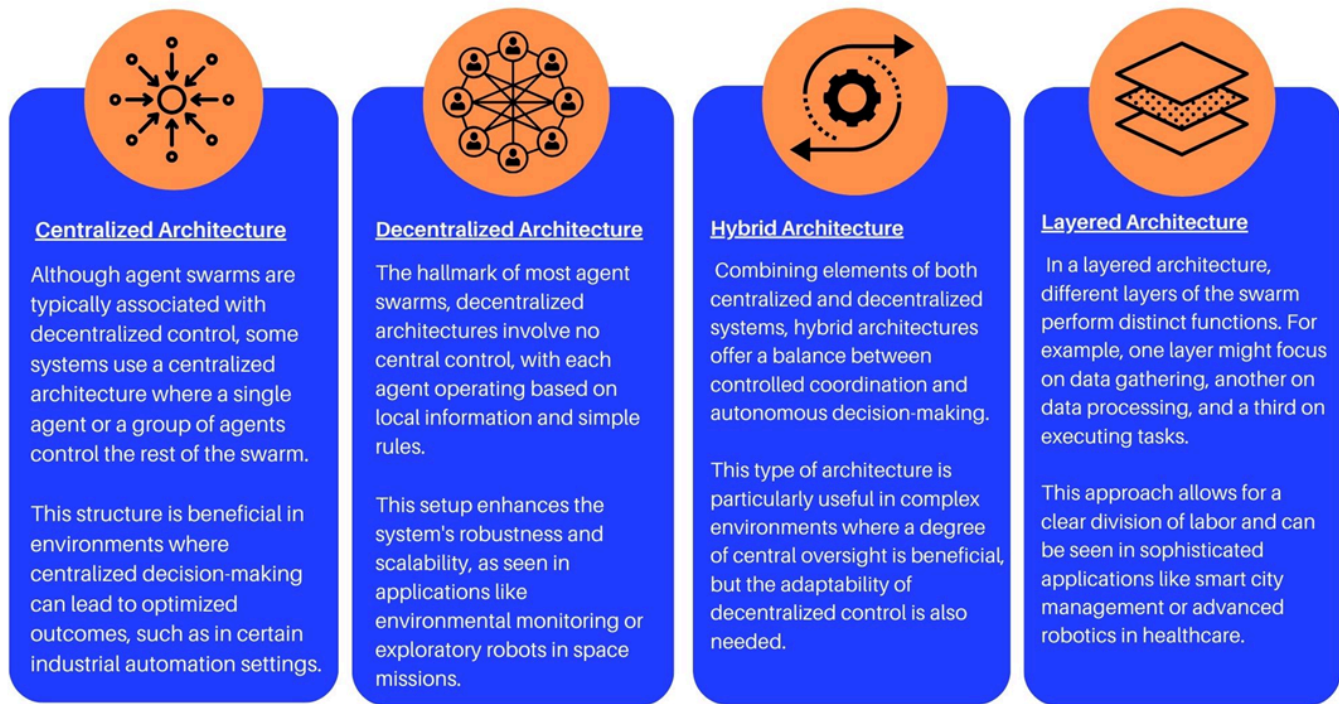 Centralized Architecture
Although agent swarms are
typically associated with
decentralized control, some
systems use a centralized
architecture where a single
agent or a group of agents
control the rest of the swarm.
This structure is beneficial in
environments where
centralized decision-making
can lead to optimized
outcomes, such as in certain
industrial automation settings.
Decentralized Architecture
The hallmark of most agent
swarms, decentralized
architectures involve no
central control, with each
agent operating based on
local information and simple
rules.
This setup enhances the
system's robustness and
scalability, as seen in
applications like
environmental monitoring or
exploratory robots in space
missions.
Hybrid Architecture
Combining elements of both
centralized and decentralized
systems, hybrid architectures
offer a balance between
controlled coordination and
autonomous decision-making.
This type of architecture is
particularly useful in complex
environments where a degree
of central oversight is beneficial,
but the adaptability of
decentralized control is also
needed.
Layered Architecture
In a layered architecture,
different layers of the swarm
perform distinct functions. For
example, one layer might focus
on data gathering, another on
data processing, and a third on
executing tasks.
This approach allows for a
clear division of labor and can
be seen in sophisticated
applications like smart city
management or advanced
robotics in healthcare.